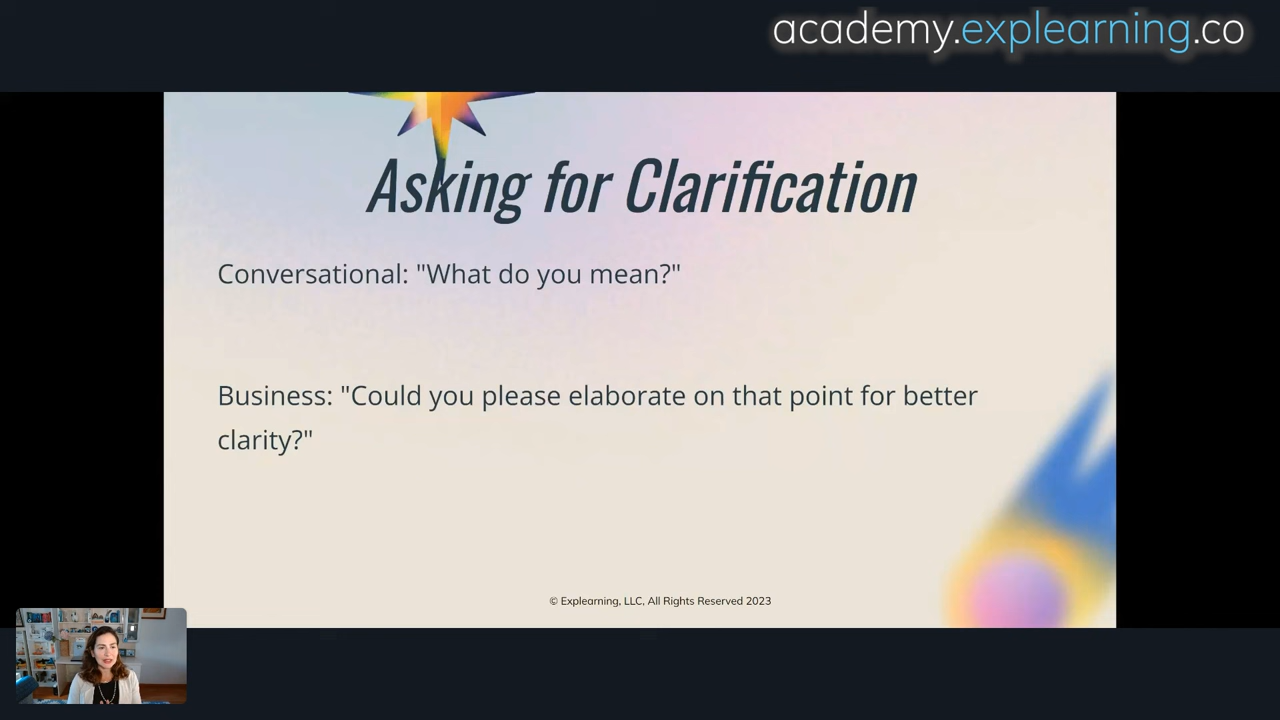 academy.explearning.co
Asking for Clarification
Conversational: "What do you mean?"
Business: "Could you please elaborate on that point for better
clarity?"
© Explearning, LLC, All Rights Reserved 2023